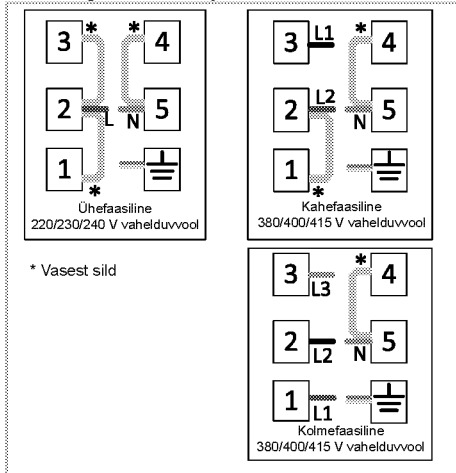 3 * * 4
2 L N 5
1 *
Ühefaasiline
220/230/240 V vahelduvvool
3 L1 * 4
2 L2 N 5
1 *
Kahefaasiline
380/400/415 V vahelduvvool
* Vasest sild
3 L3 * 4
2 L2 N 5
1 L1
Kolmefaasiline
380/400/415 V vahelduvvool